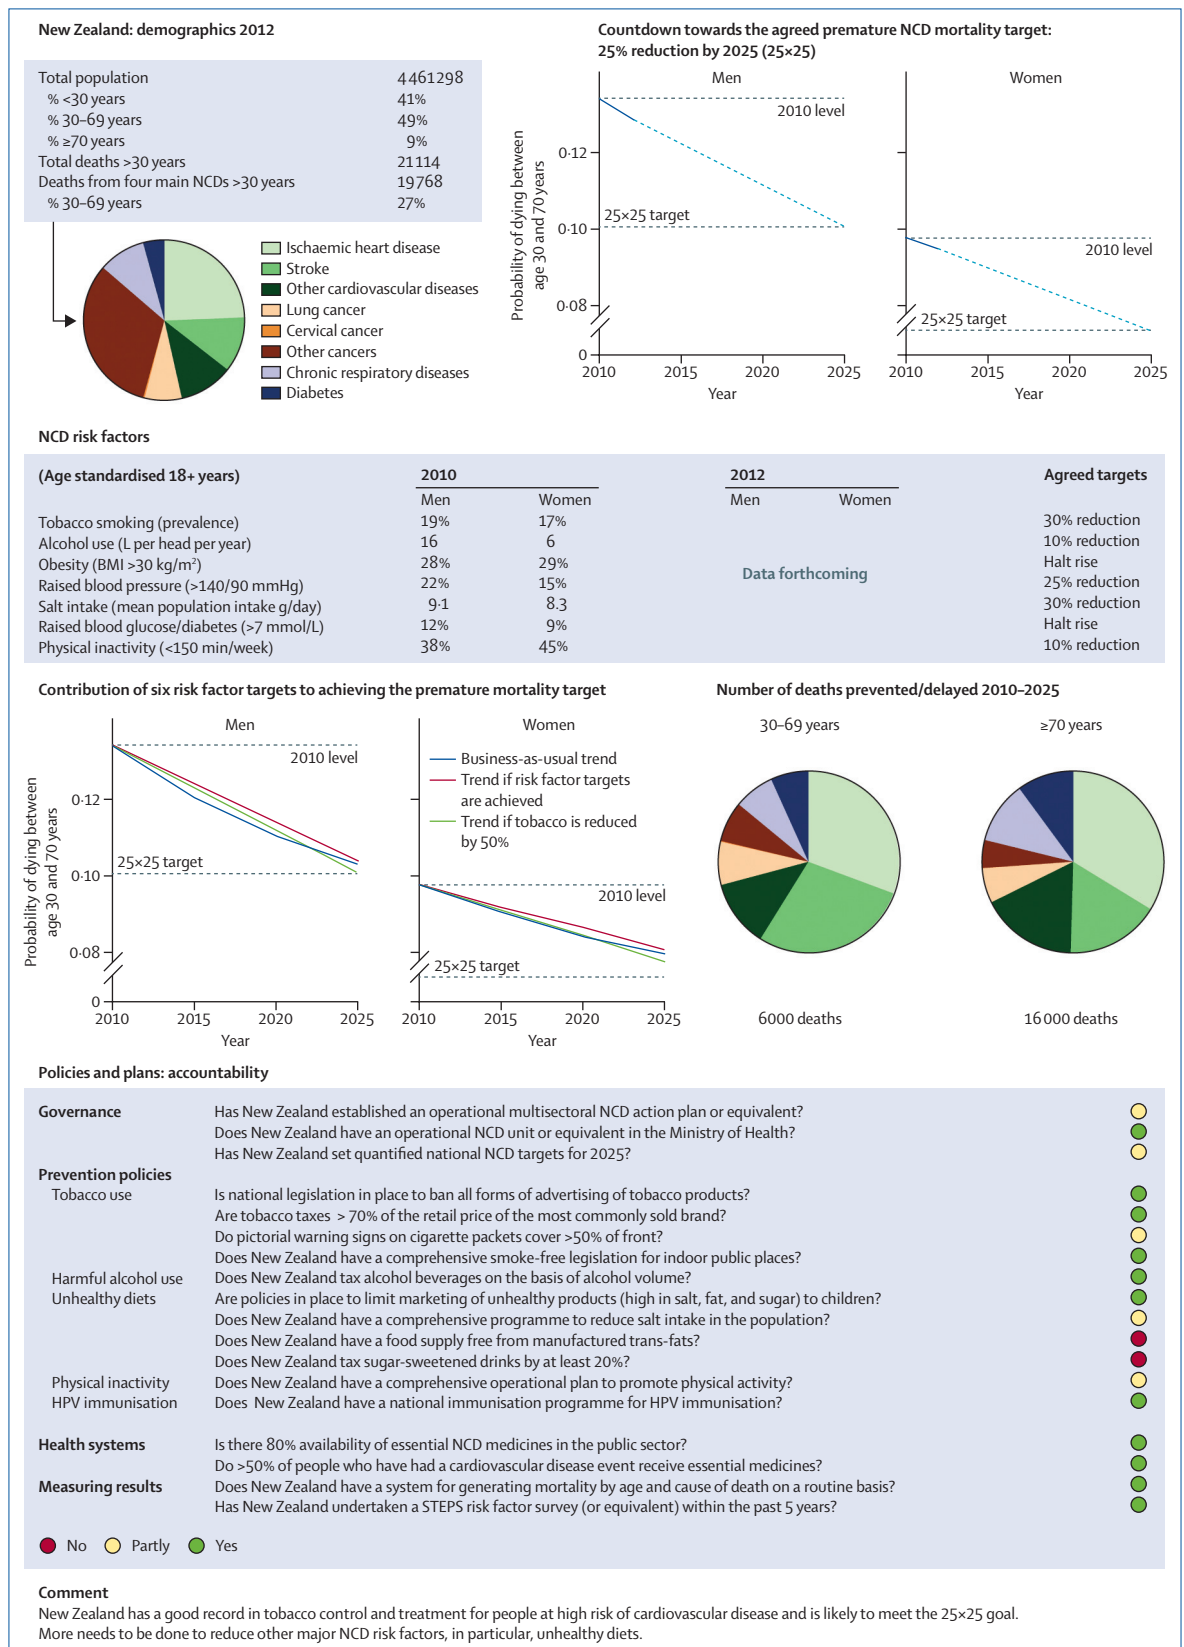 New Zealand: demographics 2012
Total population 4461298
% <30 years 41%
% 30–69 years 49%
% ≥70 years 9%
Total deaths >30 years 21114
Deaths from four main NCDs >30 years 19768
% 30–69 years 27%
Ischaemic heart disease
Stroke
Other cardiovascular diseases
Lung cancer
Cervical cancer
Other cancers
Chronic respiratory diseases
Diabetes
Countdown towards the agreed premature NCD mortality target:
25% reduction by 2025 (25×25)
Men
Women
Probability of dying between
age 30 and 70 years
2010 level
0·12
25×25 target
0·10
2010 level
0·08
25×25 target
0
2010 2015 2020 2025
2010 2015 2020 2025
Year
Year
NCD risk factors
(Age standardised 18+ years) 2010 2012 Agreed targets
Men Women Men Women
Tobacco smoking (prevalence) 19% 17% 30% reduction
Alcohol use (L per head per year) 16 6 10% reduction
Obesity (BMI >30 kg/m²) 28% 29% Halt rise
Data forthcoming
Raised blood pressure (>140/90 mmHg) 22% 15% 25% reduction
Salt intake (mean population intake g/day) 9·1 8.3 30% reduction
Raised blood glucose/diabetes (>7 mmol/L) 12% 9% Halt rise
Physical inactivity (<150 min/week) 38% 45% 10% reduction
Contribution of six risk factor targets to achieving the premature mortality target
Men
Women
Probability of dying between
age 30 and 70 years
2010 level
Business-as-usual trend
Trend if risk factor targets
are achieved
Trend if tobacco is reduced
by 50%
0·12
25×25 target
0·10
2010 level
0·08
25×25 target
0
2010 2015 2020 2025
2010 2015 2020 2025
Year
Year
Number of deaths prevented/delayed 2010–2025
30–69 years
≥70 years
6000 deaths
16 000 deaths
Policies and plans: accountability
Governance Has New Zealand established an operational multisectoral NCD action plan or equivalent?
Does New Zealand have an operational NCD unit or equivalent in the Ministry of Health?
Has New Zealand set quantified national NCD targets for 2025?
Prevention policies
Tobacco use Is national legislation in place to ban all forms of advertising of tobacco products?
Are tobacco taxes > 70% of the retail price of the most commonly sold brand?
Do pictorial warning signs on cigarette packets cover >50% of front?
Does New Zealand have a comprehensive smoke-free legislation for indoor public places?
Harmful alcohol use Does New Zealand tax alcohol beverages on the basis of alcohol volume?
Unhealthy diets Are policies in place to limit marketing of unhealthy products (high in salt, fat, and sugar) to children?
Does New Zealand have a comprehensive programme to reduce salt intake in the population?
Does New Zealand have a food supply free from manufactured trans-fats?
Does New Zealand tax sugar-sweetened drinks by at least 20%?
Physical inactivity Does New Zealand have a comprehensive operational plan to promote physical activity?
HPV immunisation Does New Zealand have a national immunisation programme for HPV immunisation?
Health systems Is there 80% availability of essential NCD medicines in the public sector?
Do >50% of people who have had a cardiovascular disease event receive essential medicines?
Measuring results Does New Zealand have a system for generating mortality by age and cause of death on a routine basis?
Has New Zealand undertaken a STEPS risk factor survey (or equivalent) within the past 5 years?
No Partly Yes
Comment
New Zealand has a good record in tobacco control and treatment for people at high risk of cardiovascular disease and is likely to meet the 25×25 goal.
More needs to be done to reduce other major NCD risk factors, in particular, unhealthy diets.